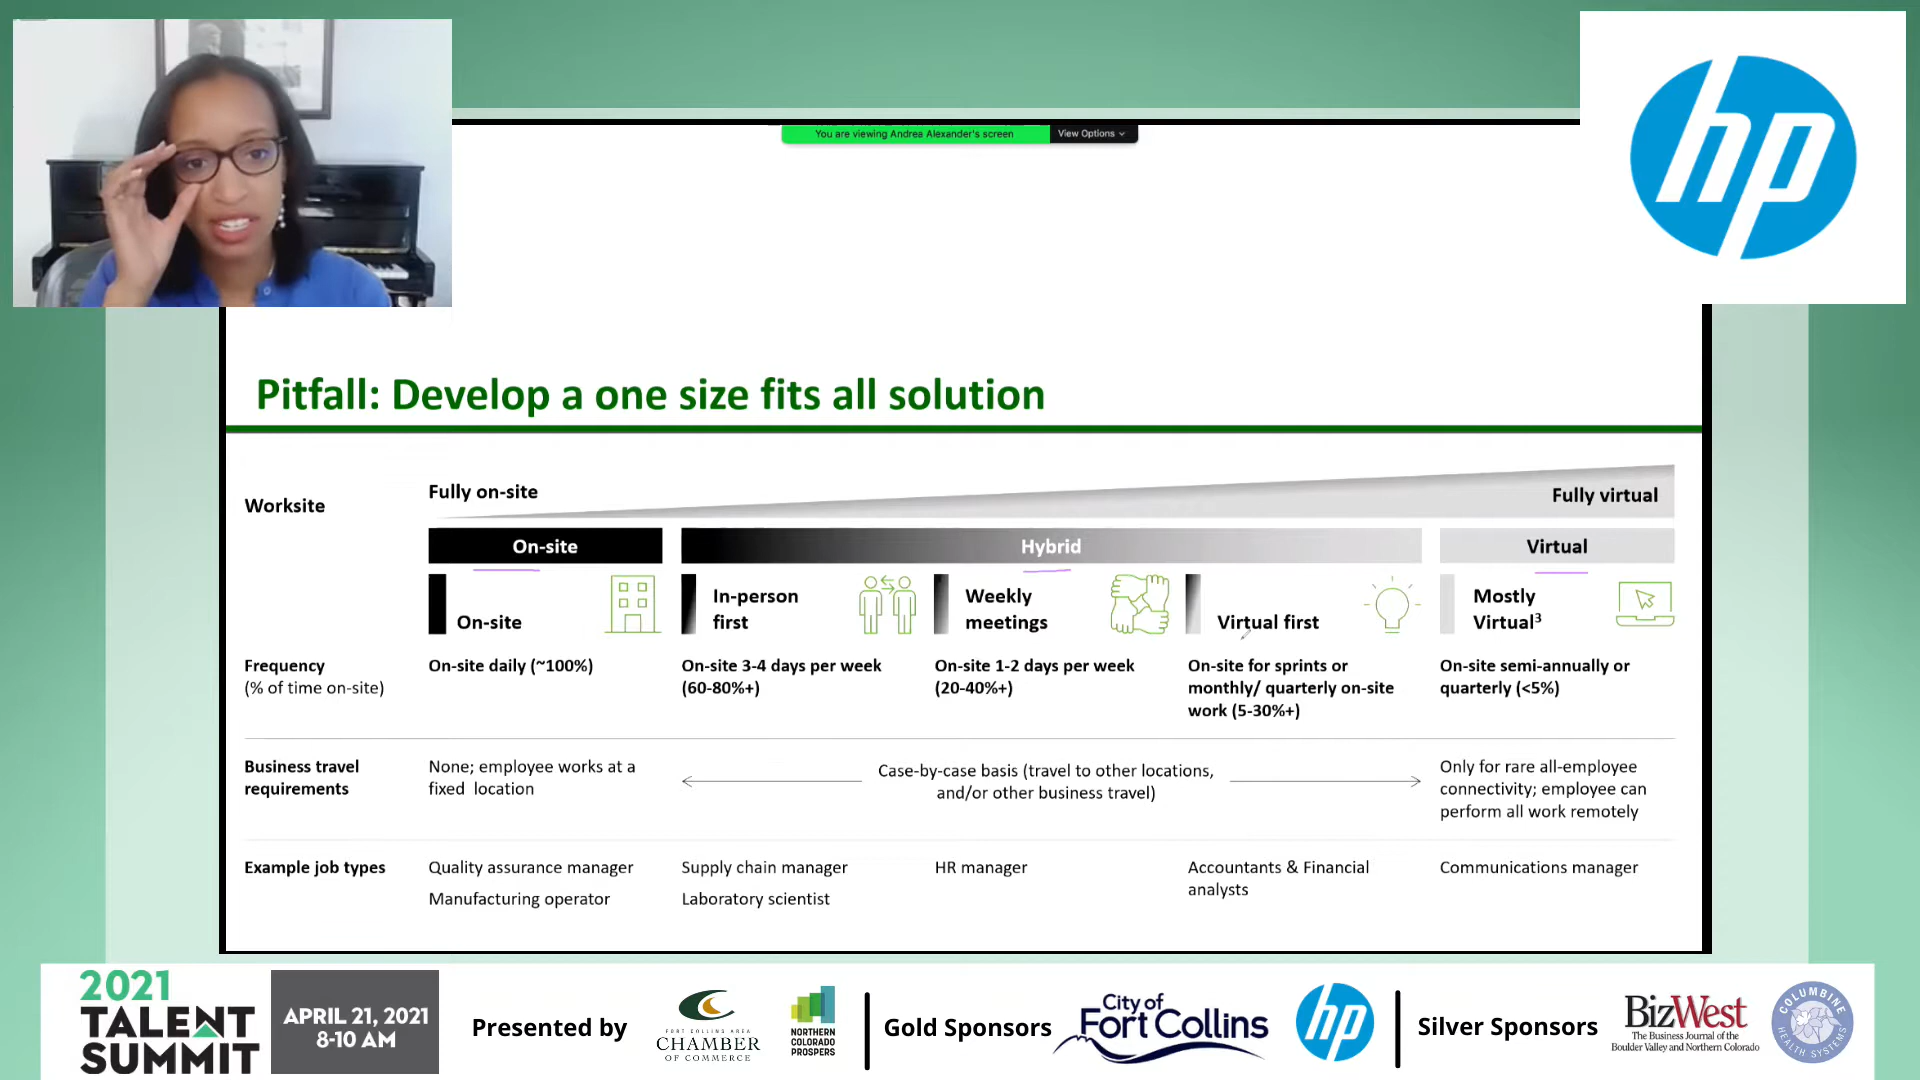 You are viewing Andrea Alexander's screen
View Options
hp
Pitfall: Develop a one size fits all solution
Worksite
Fully on-site
Fully virtual
On-site
Hybrid
Virtual
On-site
In-person
first
Weekly
meetings
Virtual first
Mostly
Virtual³
Frequency
(% of time on-site)
On-site daily (~100%)
On-site 3-4 days per week
(60-80%+)
On-site 1-2 days per week
(20-40%+)
On-site for sprints or
monthly/ quarterly on-site
work (5-30%+)
On-site semi-annually or
quarterly (<5%)
Business travel
requirements
None; employee works at a
fixed location
Case-by-case basis (travel to other locations,
and/or other business travel)
Only for rare all-employee
connectivity; employee can
perform all work remotely
Example job types
Quality assurance manager
Manufacturing operator
Supply chain manager
Laboratory scientist
HR manager
Accountants & Financial
analysts
Communications manager
2021
TALENT
SUMMIT
APRIL 21, 2021
8-10 AM
Presented by
FORT COLLINS AREA
CHAMBER
OF COMMERCE
NORTHERN
COLORADO
PROSPERS
Gold Sponsors
City of
Fort Collins
hp
Silver Sponsors
BizWest
The Business Journal of the
Boulder Valley and Northern Colorado
COLUMBINE
HEALTH SYSTEMS